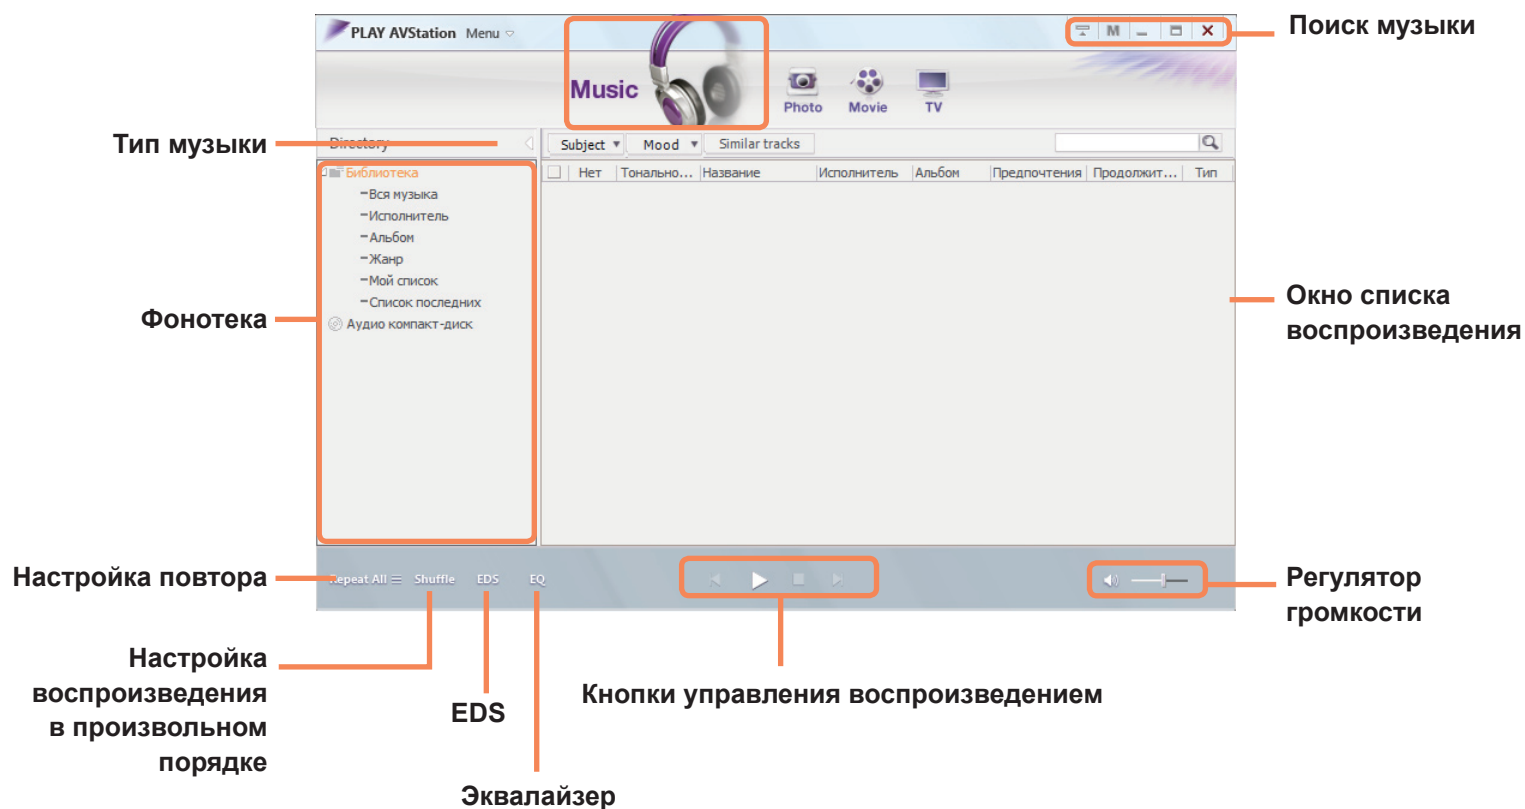 PLAY AVStation Menu
M
Поиск музыки
Music
Photo
Movie
TV
Тип музыки
Directory
Subject
Mood
Similar tracks
Библиотека
Нет
Тонально...
Название
Исполнитель
Альбом
Предпочтения
Продолжит...
Тип
Вся музыка
Исполнитель
Альбом
Жанр
Мой список
Список последних
Аудио компакт-диск
Фонотека
Окно списка
воспроизведения
Настройка повтора
Repeat All
Shuffle
EDS
EQ
Регулятор
громкости
Настройка
воспроизведения
в произвольном
порядке
EDS
Кнопки управления воспроизведением
Эквалайзер